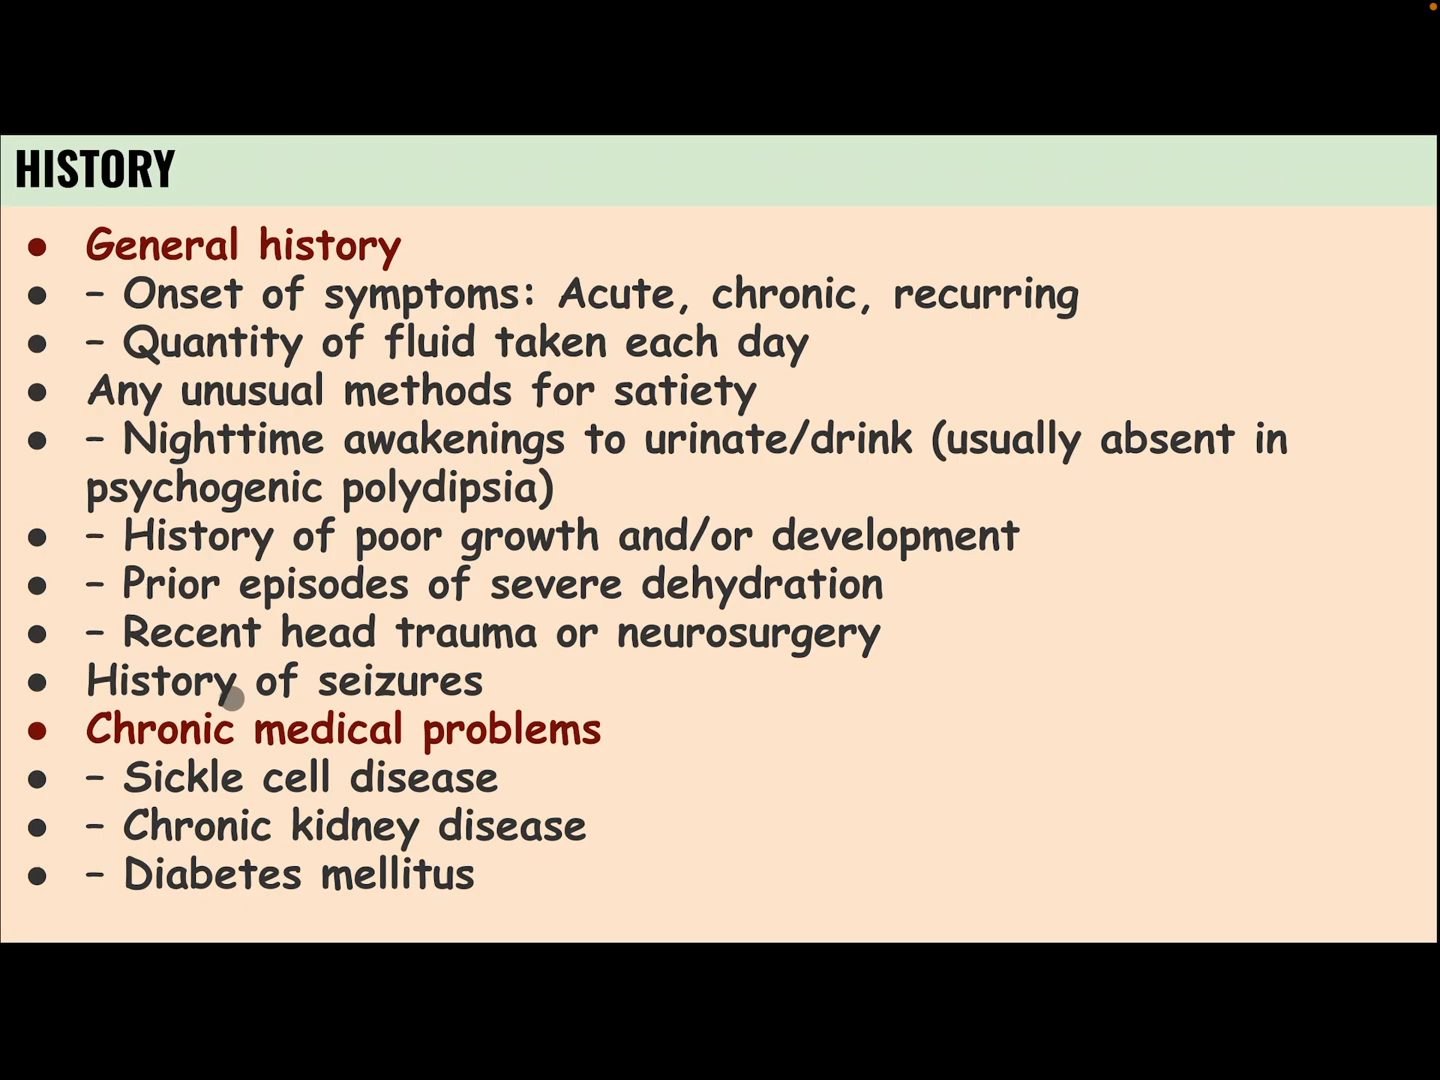 HISTORY
● General history
● – Onset of symptoms: Acute, chronic, recurring
● – Quantity of fluid taken each day
● Any unusual methods for satiety
● – Nighttime awakenings to urinate/drink (usually absent in
psychogenic polydipsia)
● – History of poor growth and/or development
● – Prior episodes of severe dehydration
● – Recent head trauma or neurosurgery
● History of seizures
● Chronic medical problems
● – Sickle cell disease
● – Chronic kidney disease
● – Diabetes mellitus